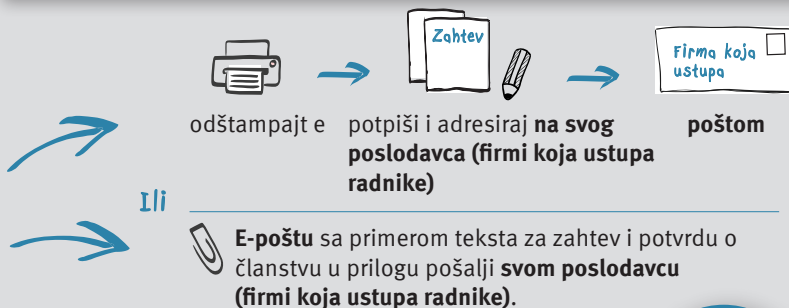 Zahtev
Firma koja
ustupa
odštampajt e
potpiši i adresiraj na svog
poslodavca (firmi koja ustupa
radnike)
poštom
Ili
E-poštu sa primerom teksta za zahtev i potvrdu o
članstvu u prilogu pošalji svom poslodavcu
(firmi koja ustupa radnike).